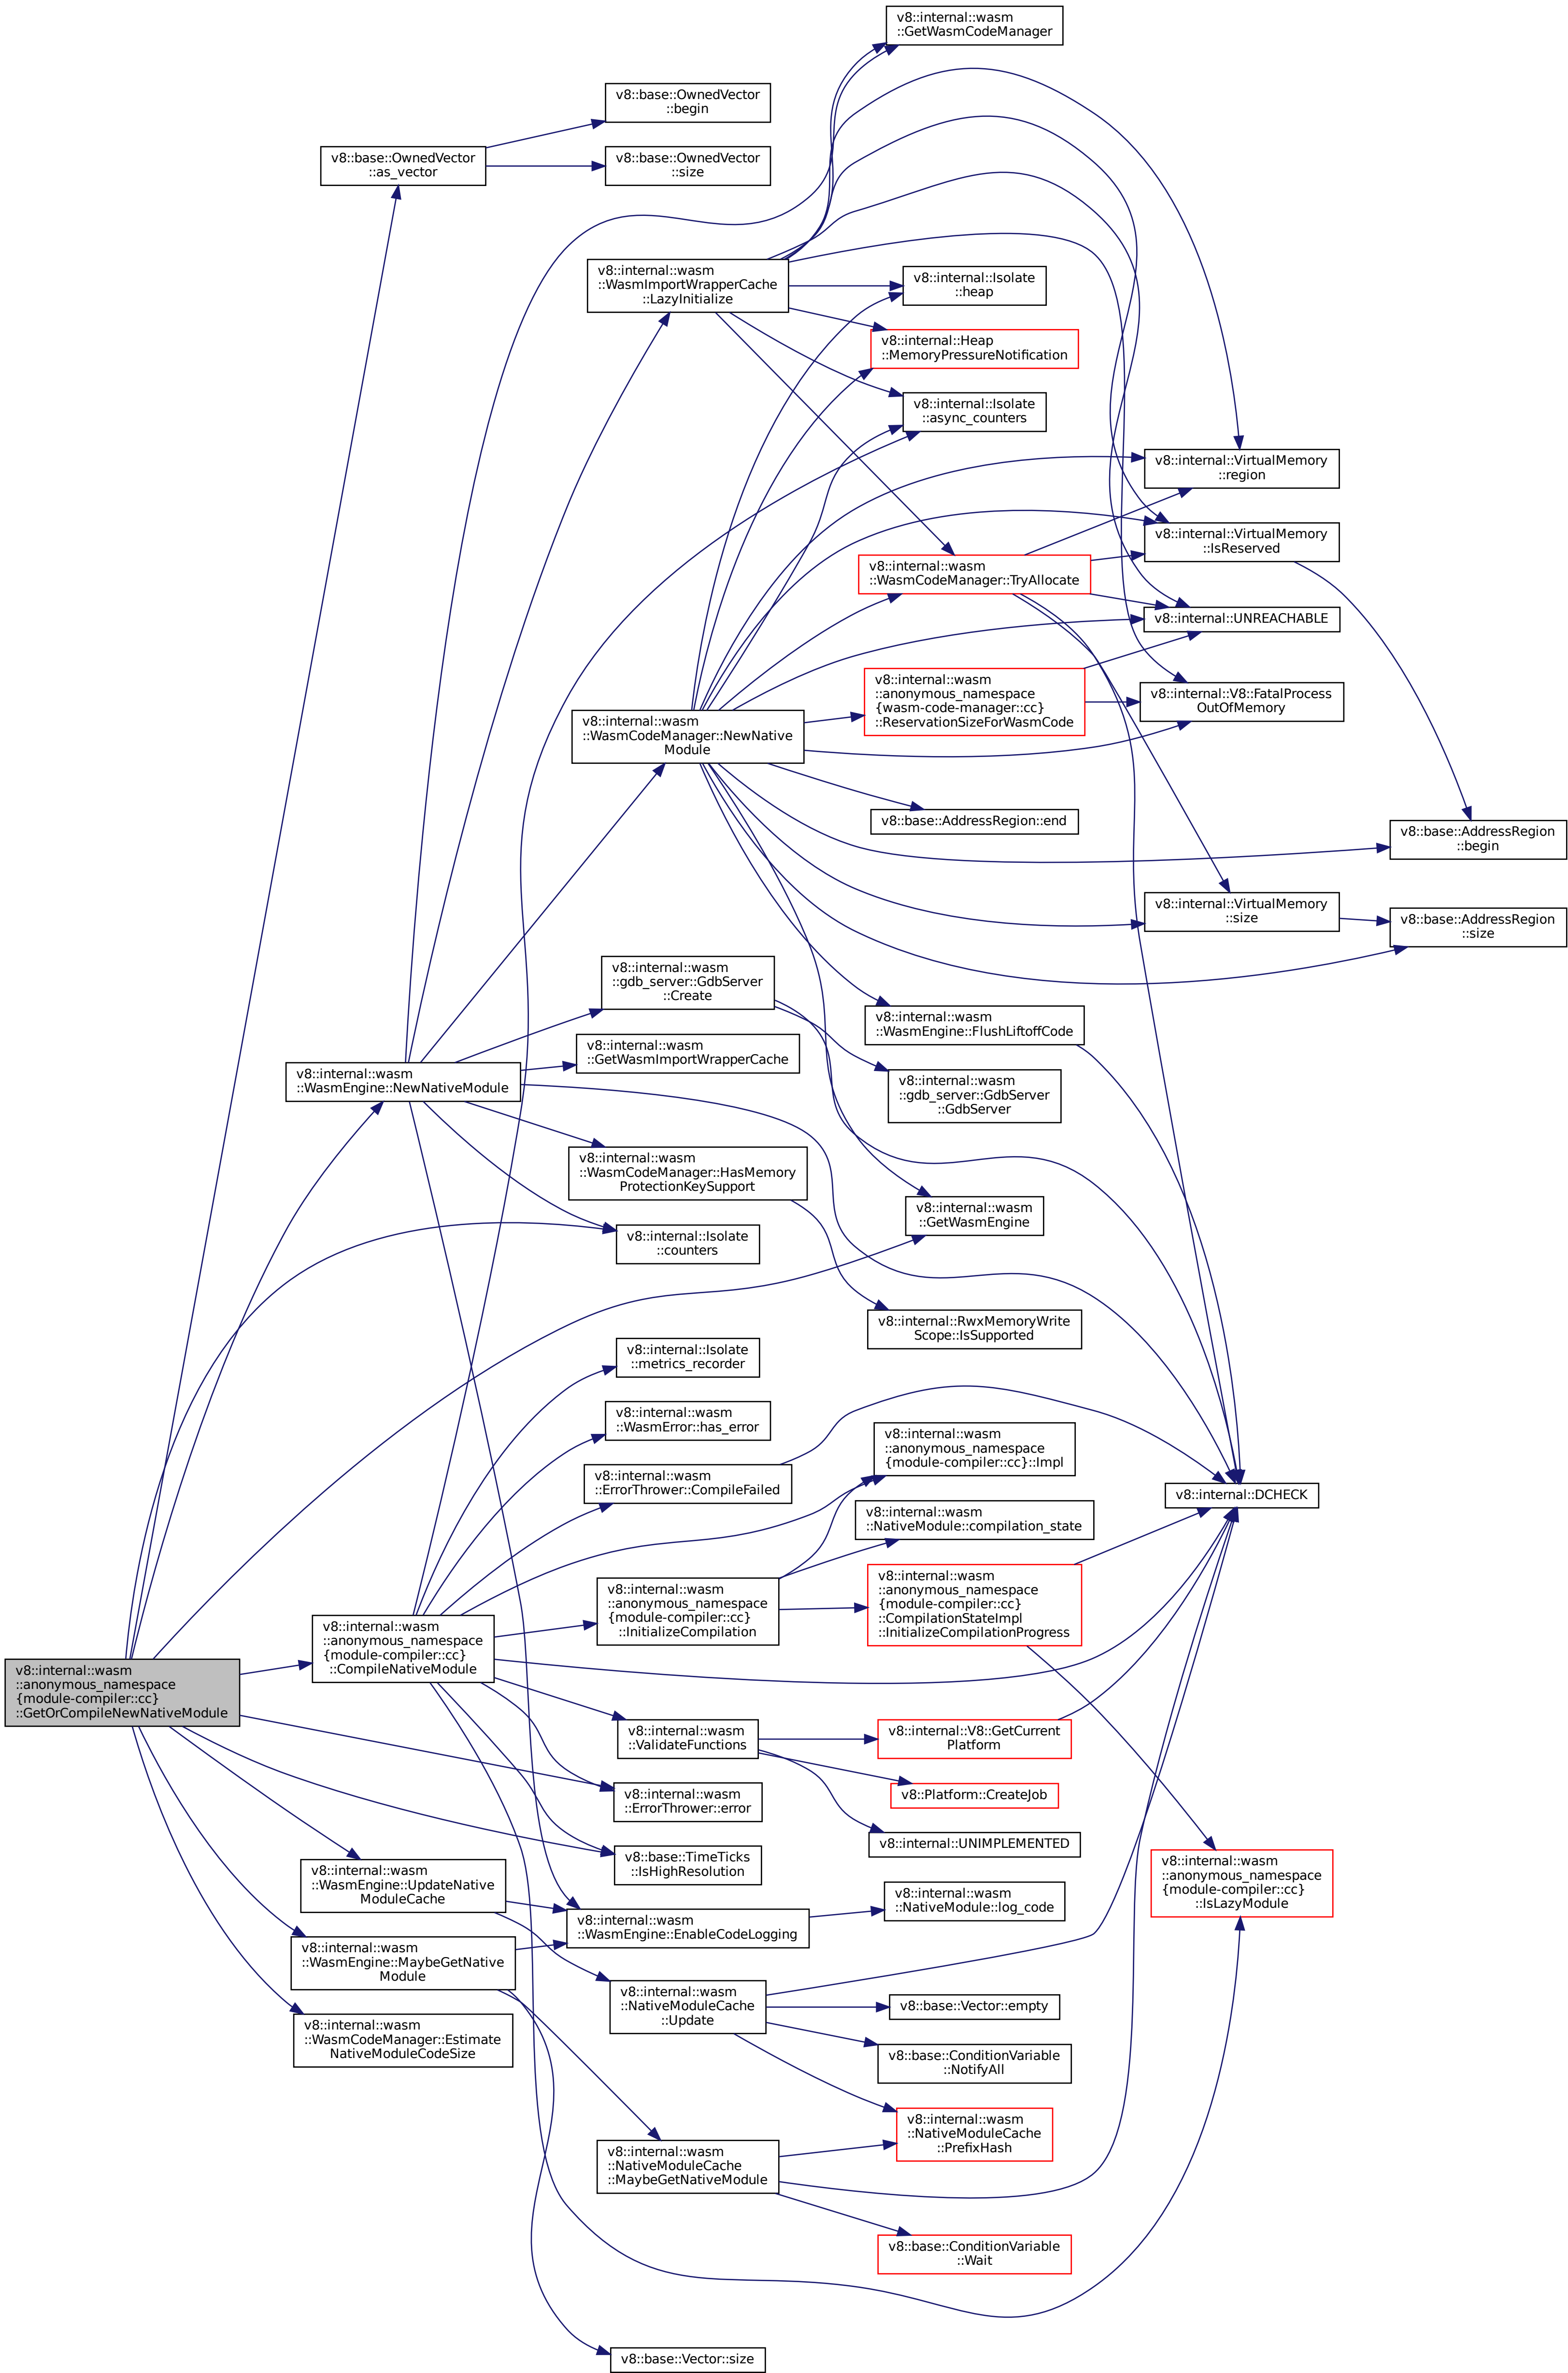 v8::internal::wasm
::GetWasmCodeManager
v8::base::OwnedVector
::begin
v8::base::OwnedVector
::as_vector
v8::base::OwnedVector
::size
v8::internal::wasm
::WasmImportWrapperCache
::LazyInitialize
v8::internal::Isolate
::heap
v8::internal::Heap
::MemoryPressureNotification
v8::internal::Isolate
::async_counters
v8::internal::VirtualMemory
::region
v8::internal::VirtualMemory
::IsReserved
v8::internal::wasm
::WasmCodeManager::TryAllocate
v8::internal::UNREACHABLE
v8::internal::wasm
::anonymous_namespace
{wasm-code-manager::cc}
::ReservationSizeForWasmCode
v8::internal::V8::FatalProcess
OutOfMemory
v8::internal::wasm
::WasmCodeManager::NewNative
Module
v8::base::AddressRegion::end
v8::base::AddressRegion
::begin
v8::internal::VirtualMemory
::size
v8::base::AddressRegion
::size
v8::internal::wasm
::gdb_server::GdbServer
::Create
v8::internal::wasm
::WasmEngine::FlushLiftoffCode
v8::internal::wasm
::GetWasmImportWrapperCache
v8::internal::wasm
::WasmEngine::NewNativeModule
v8::internal::wasm
::gdb_server::GdbServer
::GdbServer
v8::internal::wasm
::WasmCodeManager::HasMemory
ProtectionKeySupport
v8::internal::wasm
::GetWasmEngine
v8::internal::Isolate
::counters
v8::internal::RwxMemoryWrite
Scope::IsSupported
v8::internal::Isolate
::metrics_recorder
v8::internal::wasm
::WasmError::has_error
v8::internal::wasm
::anonymous_namespace
{module-compiler::cc}::Impl
v8::internal::wasm
::ErrorThrower::CompileFailed
v8::internal::DCHECK
v8::internal::wasm
::NativeModule::compilation_state
v8::internal::wasm
::anonymous_namespace
{module-compiler::cc}
::InitializeCompilation
v8::internal::wasm
::anonymous_namespace
{module-compiler::cc}
::CompilationStateImpl
::InitializeCompilationProgress
v8::internal::wasm
::anonymous_namespace
{module-compiler::cc}
::CompileNativeModule
v8::internal::wasm
::anonymous_namespace
{module-compiler::cc}
::GetOrCompileNewNativeModule
v8::internal::wasm
::ValidateFunctions
v8::internal::V8::GetCurrent
Platform
v8::internal::wasm
::ErrorThrower::error
v8::Platform::CreateJob
v8::internal::UNIMPLEMENTED
v8::base::TimeTicks
::IsHighResolution
v8::internal::wasm
::anonymous_namespace
{module-compiler::cc}
::IsLazyModule
v8::internal::wasm
::WasmEngine::UpdateNative
ModuleCache
v8::internal::wasm
::NativeModule::log_code
v8::internal::wasm
::WasmEngine::EnableCodeLogging
v8::internal::wasm
::WasmEngine::MaybeGetNative
Module
v8::internal::wasm
::NativeModuleCache
::Update
v8::base::Vector::empty
v8::internal::wasm
::WasmCodeManager::Estimate
NativeModuleCodeSize
v8::base::ConditionVariable
::NotifyAll
v8::internal::wasm
::NativeModuleCache
::PrefixHash
v8::internal::wasm
::NativeModuleCache
::MaybeGetNativeModule
v8::base::ConditionVariable
::Wait
v8::base::Vector::size